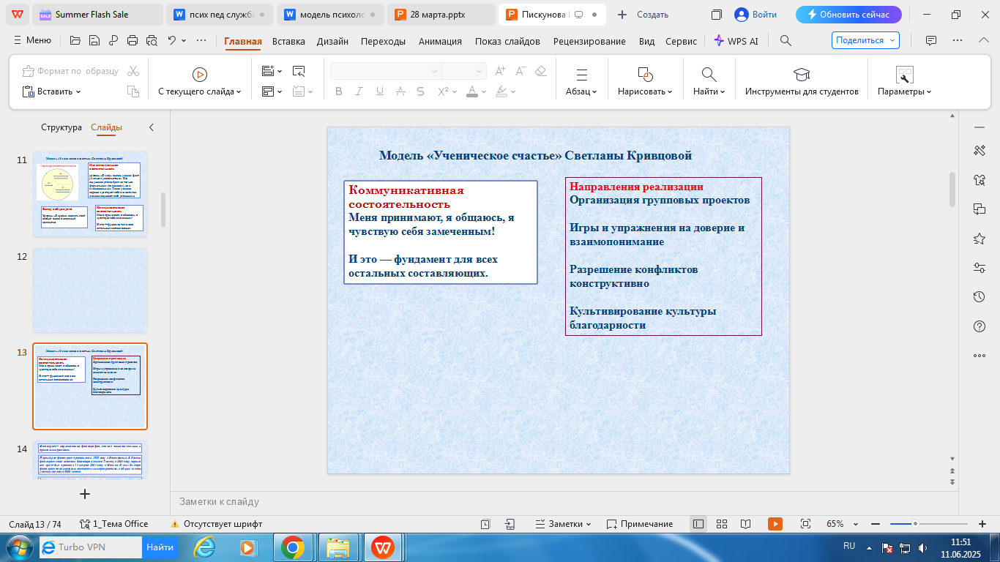 Summer Flash Sale
псих пед служба
модель психоло
28 марта.pptx
Пискунова
Создать
Войти
Обновить сейчас
Меню
Главная
Вставка
Дизайн
Переходы
Анимация
Показ слайдов
Рецензирование
Вид
Сервис
WPS AI
Поделиться
Формат по образцу
Вставить
С текущего слайда
Абзац
Нарисовать
Найти
Инструменты для студентов
Параметры
Структура
Слайды
11
12
13
14
Модель «Ученическое счастье» Светланы Кривцовой
Коммуникативная
состоятельность
Меня принимают, я общаюсь, я
чувствую себя замеченным!
И это — фундамент для всех
остальных составляющих.
Направления реализации
Организация групповых проектов
Игры и упражнения на доверие и
взаимопонимание
Разрешение конфликтов
конструктивно
Культивирование культуры
благодарности
Заметки к слайду
Слайд 13 / 74
1_Тема Office
Отсутствует шрифт
Заметки
Примечание
65%
Turbo VPN
Найти
RU
11:51
11.06.2025